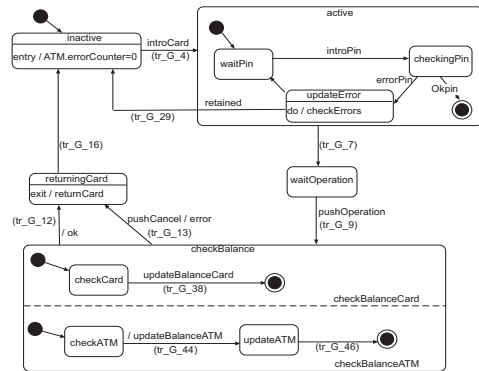 inactive
entry / ATM.errorCounter=0
introCard
(tr_G_4)
active
waitPin
introPin
checkingPin
errorPin
Okpin
updateError
do / checkErrors
retained
(tr_G_29)
(tr_G_16)
(tr_G_7)
returningCard
exit / returnCard
waitOperation
(tr_G_12)
/ ok
pushCancel / error
(tr_G_13)
pushOperation
(tr_G_9)
checkBalance
checkCard
updateBalanceCard
(tr_G_38)
checkBalanceCard
checkATM
/ updateBalanceATM
(tr_G_44)
updateATM
(tr_G_46)
checkBalanceATM